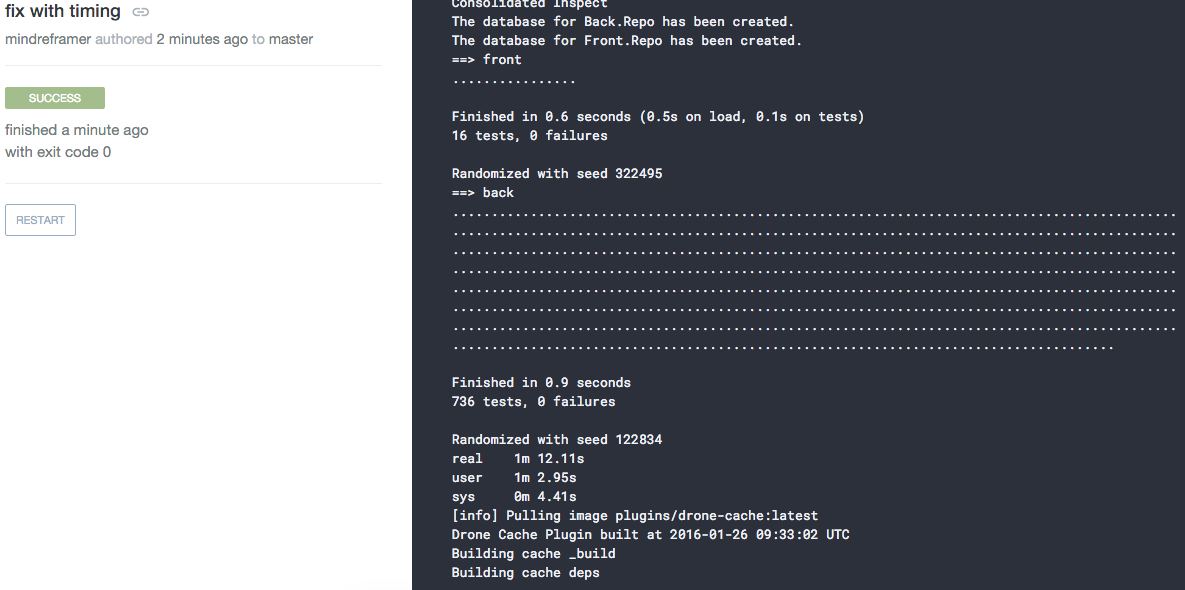 fix with timing
mindreframer authored 2 minutes ago to master
SUCCESS
finished a minute ago
with exit code 0
RESTART
Consolidated Inspect
The database for Back.Repo has been created.
The database for Front.Repo has been created.
==> front
................
Finished in 0.6 seconds (0.5s on load, 0.1s on tests)
16 tests, 0 failures
Randomized with seed 322495
==> back
.............................................................................................
.............................................................................................
.............................................................................................
.............................................................................................
.............................................................................................
.............................................................................................
.............................................................................................
.....................................................................................
Finished in 0.9 seconds
736 tests, 0 failures
Randomized with seed 122834
real    1m 12.11s
user    1m 2.95s
sys     0m 4.41s
[info] Pulling image plugins/drone-cache:latest
Drone Cache Plugin built at 2016-01-26 09:33:02 UTC
Building cache _build
Building cache deps